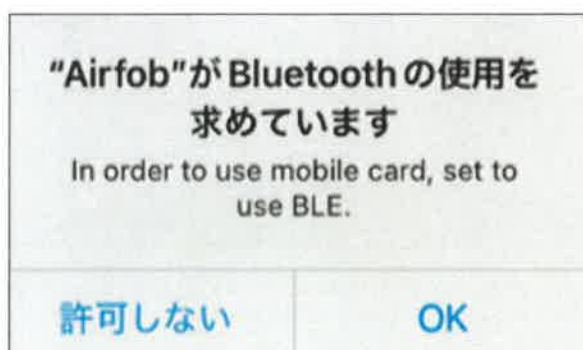 “Airfob”がBluetoothの使用を
求めています
In order to use mobile card, set to
use BLE.
許可しない
OK